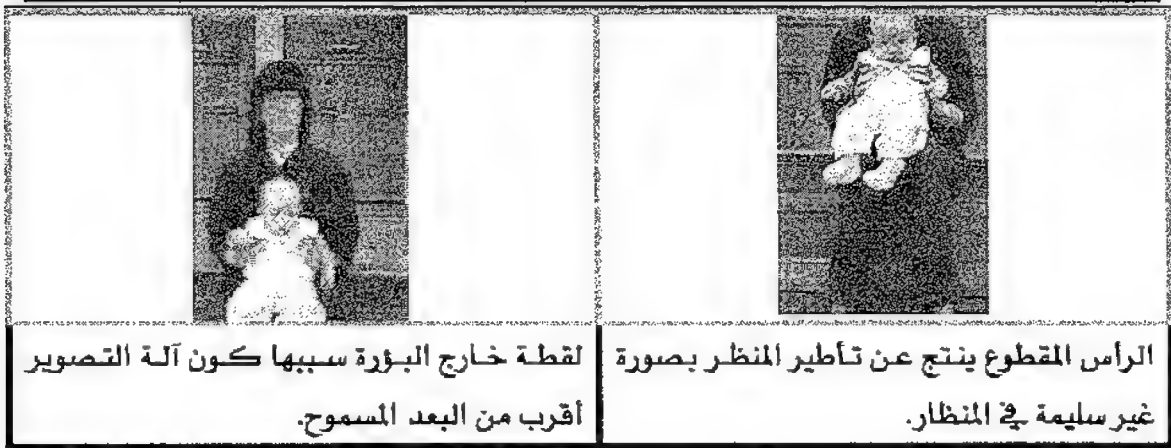 الرأس المقطوع ينتج عن تأطير المنظر بصورة
غير سليمة في المنظار.
لقطة خارج البؤرة سببها كون آلة التصوير
أقرب من البعد المسموح.